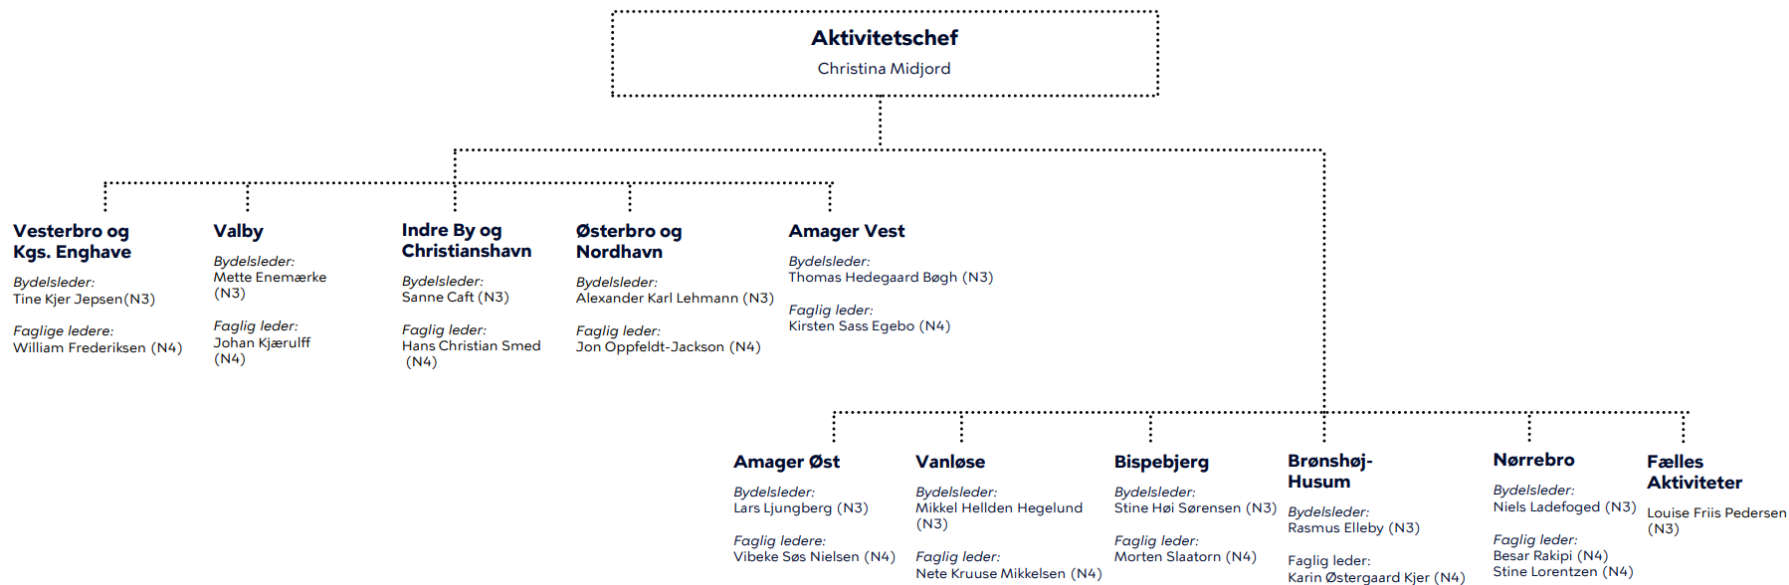 Aktivitetschef
Christina Midjord
Vesterbro og
Kgs. Enghave
Bydelsleder:
Tine Kjer Jepsen(N3)
Faglige ledere:
William Frederiksen (N4)
Valby
Bydelsleder:
Mette Enemærke
(N3)
Faglig leder:
Johan Kjærulff
(N4)
Indre By og
Christianshavn
Bydelsleder:
Sanne Caft (N3)
Faglig leder:
Hans Christian Smed
(N4)
Østerbro og
Nordhavn
Bydelsleder:
Alexander Karl Lehmann (N3)
Faglig leder:
Jon Oppfeldt-Jackson (N4)
Amager Vest
Bydelsleder:
Thomas Hedegaard Bøgh (N3)
Faglig leder:
Kirsten Sass Egebo (N4)
Amager Øst
Bydelsleder:
Lars Ljungberg (N3)
Faglig ledere:
Vibeke Søs Nielsen (N4)
Vanløse
Bydelsleder:
Mikkel Hellden Hegelund
(N3)
Faglig leder:
Nete Kruuse Mikkelsen (N4)
Bispebjerg
Bydelsleder:
Stine Høi Sørensen (N3)
Faglig leder:
Morten Slaatorn (N4)
Brønshøj-
Husum
Bydelsleder:
Rasmus Elleby (N3)
Faglig leder:
Karin Østergaard Kjer (N4)
Nørrebro
Bydelsleder:
Niels Ladefoged (N3)
Faglig leder:
Besar Rakipi (N4)
Stine Lorentzen (N4)
Fælles
Aktiviteter
Louise Friis Pedersen
(N3)